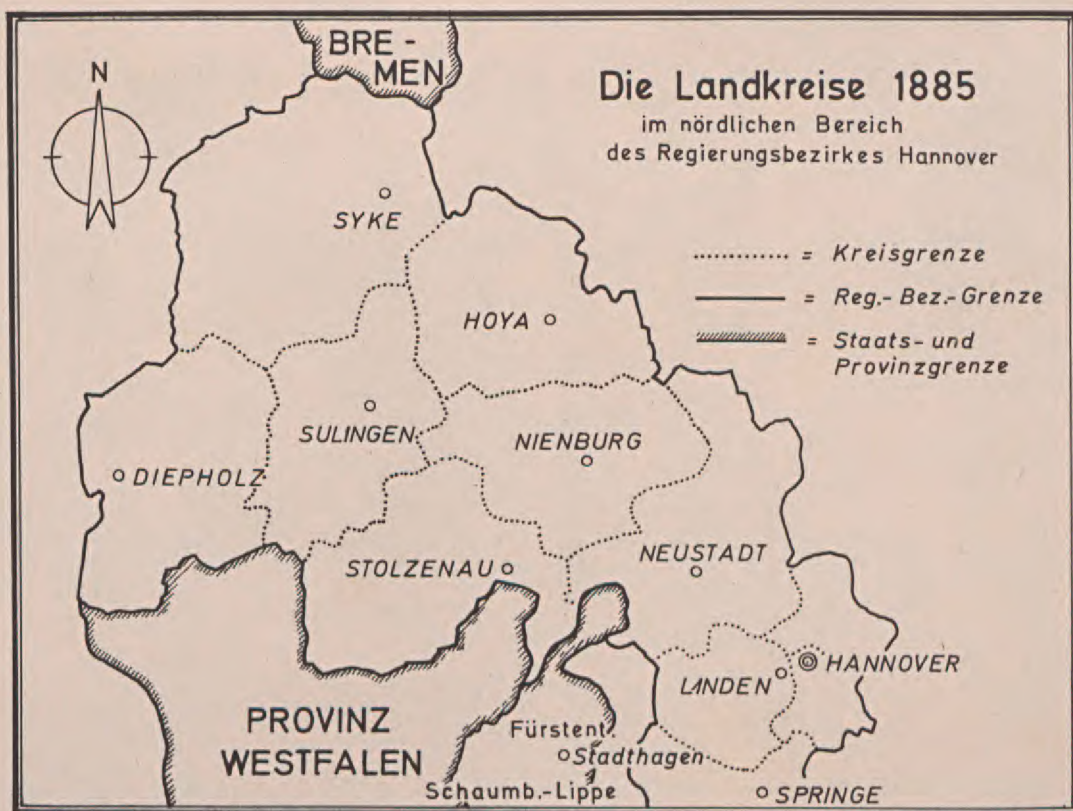 BRE-
MEN
N
Die Landkreise 1885
im nördlichen Bereich
des Regierungsbezirkes Hannover
SYKE
= Kreisgrenze
HOYA
= Reg.-Bez.-Grenze
= Staats- und
Provinzgrenze
SULINGEN
NIENBURG
DIEPHOLZ
STOLZENAU
NEUSTADT
HANNOVER
LINDEN
PROVINZ
WESTFALEN
Fürstent.
Stadthagen
Schaumb.-Lippe
SPRINGE